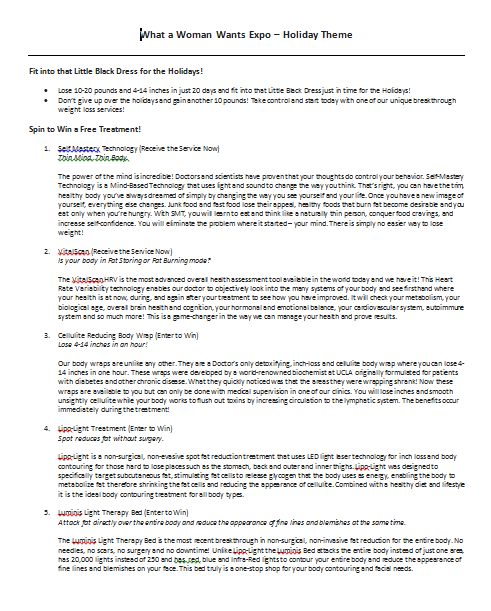 What a Woman Wants Expo – Holiday Theme
Fit into that Little Black Dress for the Holidays!
• Lose 10-20 pounds and 4-14 inches in just 20 days and fit into that Little Black Dress just in time for the Holidays!
• Don't give up over the holidays and gain another 10 pounds! Take control and start today with one of our unique breakthrough
weight loss services!
Spin to Win a Free Treatment!
1. Self Mastery Technology (Receive the Service Now)
Thin Mind, Thin Body.
The power of the mind is incredible! Doctors and scientists have proven that your thoughts do control your behavior. Self-Mastery
Technology is a Mind-Based Technology that uses light and sound to change the way you think. That's right, you can have the trim,
healthy body you've always dreamed of simply by changing the way you see yourself and your life. Once you have a new image of
yourself, everything else changes. Junk food and fast food lose their appeal, healthy foods that burn fat become desirable and you
eat only when you're hungry. With SMT, you will learn to eat and think like a naturally thin person, conquer food cravings, and
increase self-confidence. You will eliminate the problem where it started – your mind. There is simply no easier way to lose
weight!
2. VitalScan (Receive the Service Now)
Is your body in Fat Storing or Fat Burning mode?
The VitalScan HRV is the most advanced overall health assessment tool available in the world today and we have it! This Heart
Rate Variability technology enables our doctor to objectively look into the many systems of your body and see firsthand where
your health is at now, during, and again after your treatment to see how you have improved. It will check your metabolism, your
biological age, overall brain health and cognition, your hormonal and emotional balance, your cardiovascular system, autoimmune
system and so much more! This is a game-changer in the way we can manage your health and prove results.
3. Cellulite Reducing Body Wrap (Enter to Win)
Lose 4-14 inches in an hour!
Our body wraps are unlike any other. They are a Doctor's only detoxifying, inch-loss and cellulite body wrap where you can lose 4-
14 inches in one hour. These wraps were developed by a world-renowned biochemist at UCLA originally formulated for patients
with diabetes and other chronic disease. What they quickly noticed was that the areas they were wrapping shrank! Now these
wraps are available to you but can only be done with medical supervision in one of our clinics. You will lose inches and smooth
unsightly cellulite while your body works to flush out toxins by increasing circulation to the lymphatic system. The benefits occur
immediately during the treatment!
4. Lipo-Light Treatment (Enter to Win)
Spot reduces fat without surgery.
Lipo-Light is a non-surgical, non-evasive spot fat reduction treatment that uses LED light laser technology for inch loss and body
contouring for those hard to lose places such as the stomach, back and outer and inner thighs. Lipo-Light was designed to
specifically target subcutaneous fat, stimulating fat cells to release glycogen that the body uses as energy, enabling the body to
metabolize fat therefore shrinking the fat cells and reducing the appearance of cellulite. Combined with a healthy diet and lifestyle
it is the ideal body contouring treatment for all body types.
5. Luminis Light Therapy Bed (Enter to Win)
Attack fat directly over the entire body and reduce the appearance of fine lines and blemishes at the same time.
The Luminis Light Therapy Bed is the most recent breakthrough in non-surgical, non-invasive fat reduction for the entire body. No
needles, no scars, no surgery and no downtime! Unlike Lipo-Light the Luminis Bed attacks the entire body instead of just one area,
has 20,000 lights instead of 250 and blue and Infra-Red lights to contour your entire body and reduce the appearance of
fine lines and blemishes on your face. This bed truly is a one-stop shop for your body contouring and facial needs.